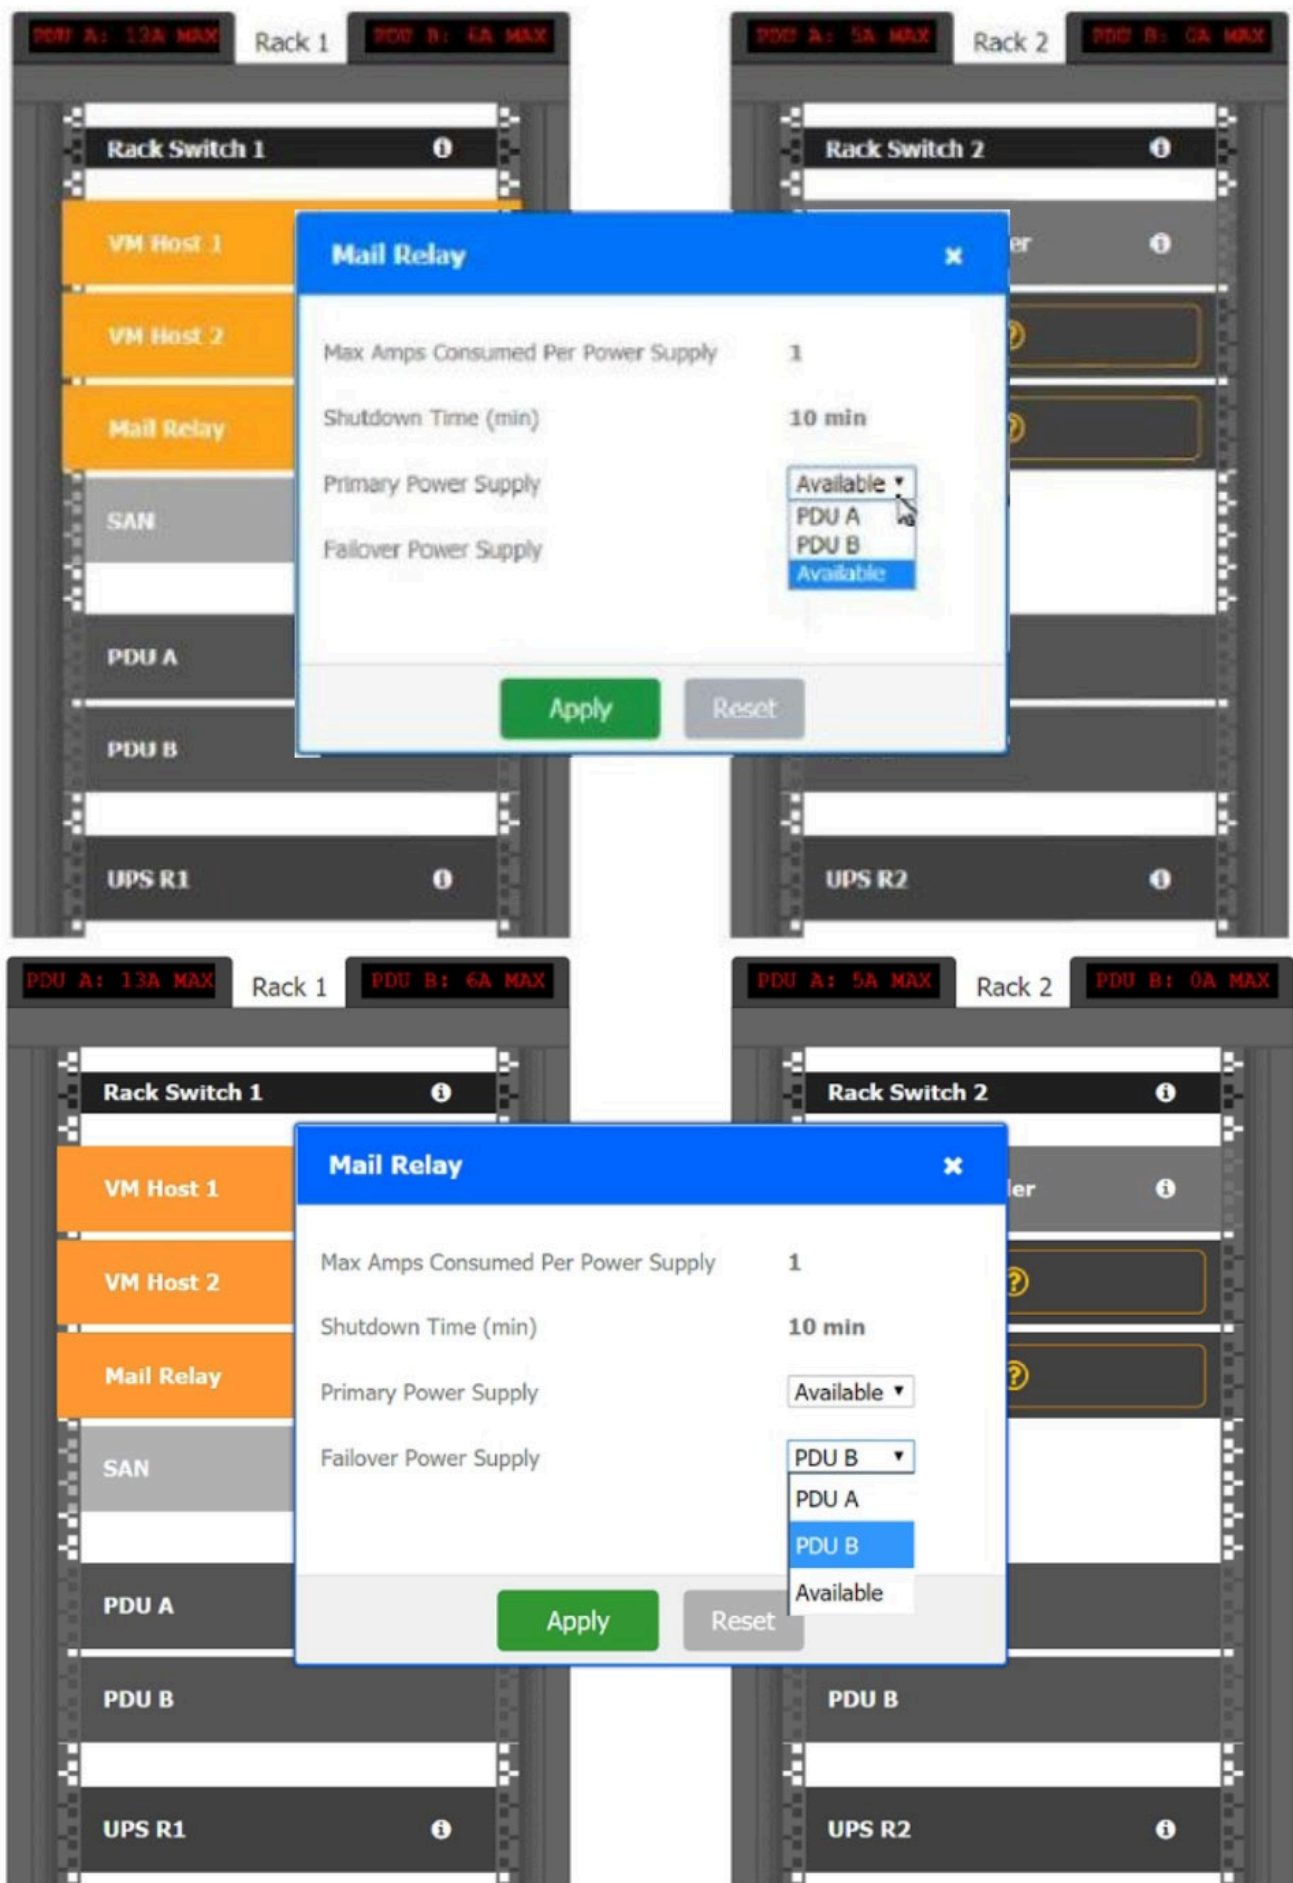 PDU A: 13A MAX
Rack 1
PDU B: 6A MAX
PDU A: 5A MAX
Rack 2
PDU B: 0A MAX
Rack Switch 1
Rack Switch 2
VM Host 1
Mail Relay
er
Max Amps Consumed Per Power Supply 1
VM Host 2
Shutdown Time (min) 10 min
Mail Relay
Primary Power Supply Available
PDU A
PDU B
Available
SAN
Failover Power Supply
PDU A
Apply
Reset
PDU B
UPS R1
UPS R2
PDU A: 13A MAX
Rack 1
PDU B: 6A MAX
PDU A: 5A MAX
Rack 2
PDU B: 0A MAX
Rack Switch 1
Rack Switch 2
Mail Relay
VM Host 1
ler
Max Amps Consumed Per Power Supply 1
VM Host 2
Shutdown Time (min) 10 min
Mail Relay
Primary Power Supply Available
SAN
Failover Power Supply PDU B
PDU A
PDU B
Available
PDU A
Apply
Reset
PDU B
PDU B
UPS R1
UPS R2